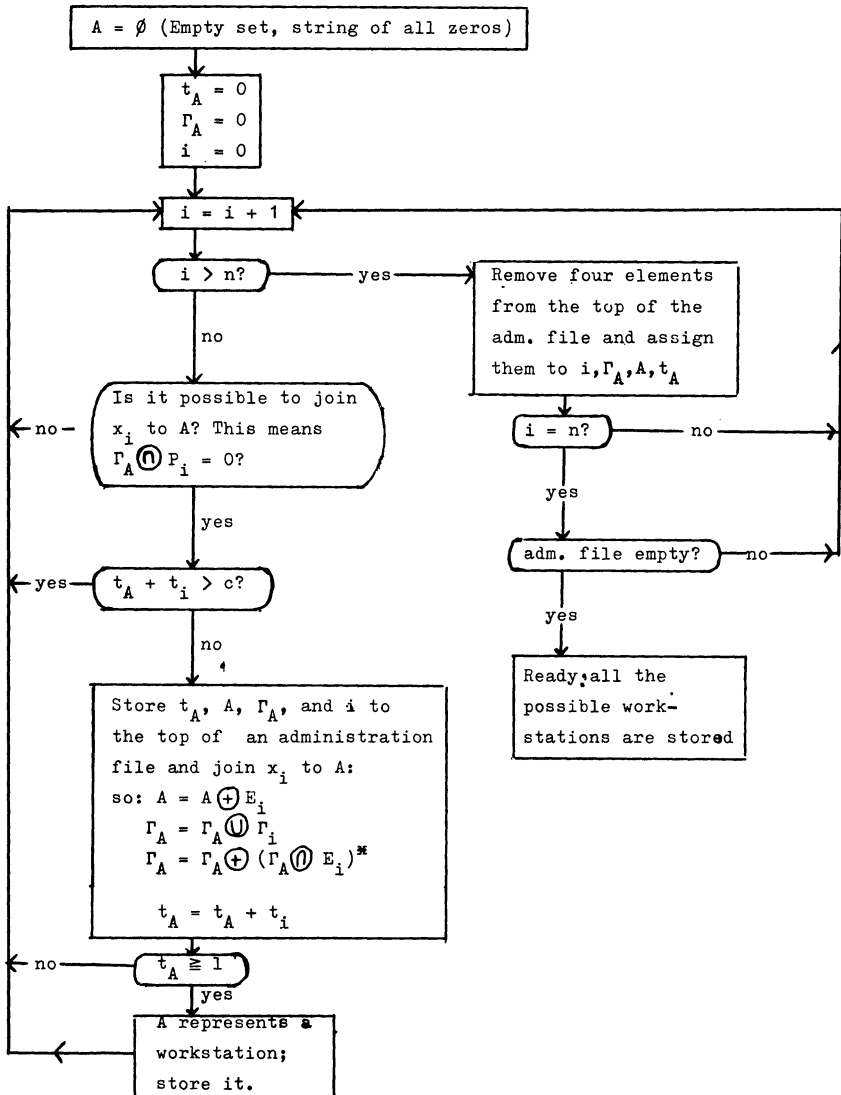 A = Ø (Empty set, string of all zeros)
t_A = 0
Γ_A = 0
i = 0
i = i + 1
i > n?
yes
Remove four elements
from the top of the
adm. file and assign
them to i, Γ_A, A, t_A
no
Is it possible to join
x_i to A? This means
Γ_A ⓝ P_i = 0?
no
i = n?
no
yes
yes
adm. file empty?
no
t_A + t_i > c?
yes
yes
no
Ready, all the
possible work-
stations are stored
Store t_A, A, Γ_A, and i to
the top of an administration
file and join x_i to A:
so: A = A ⊕ E_i
Γ_A = Γ_A Ⓤ Γ_i
Γ_A = Γ_A ⊕ (Γ_A ⓝ E_i)*
t_A = t_A + t_i
t_A ≧ l
no
yes
A represents a
workstation;
store it.